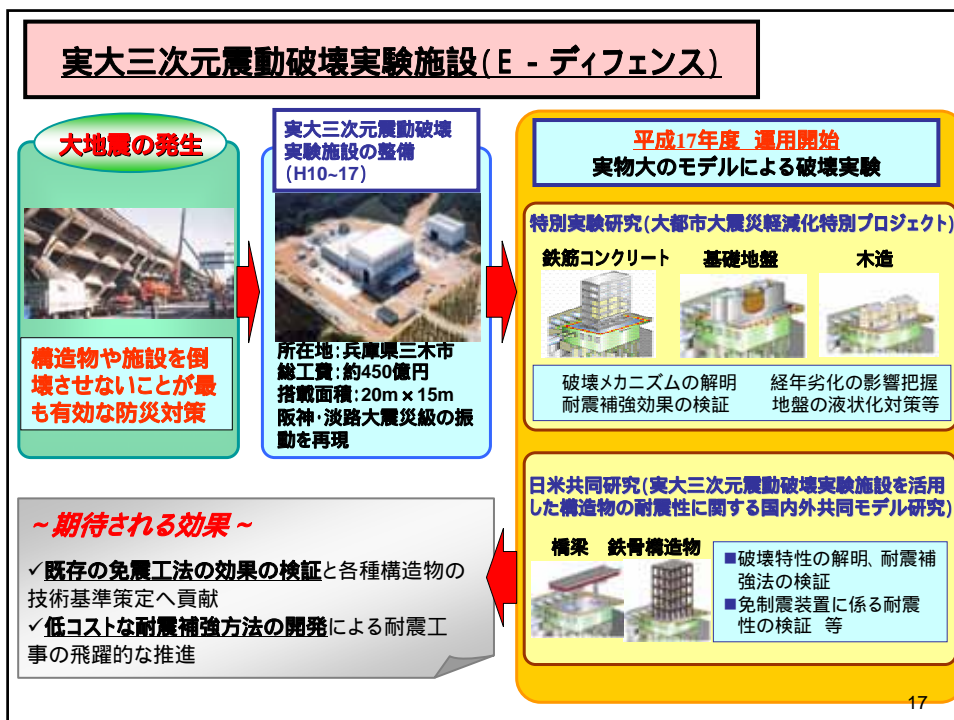 実大三次元震動破壊実験施設(E-ディフェンス)
大地震の発生
構造物や施設を倒
壊させないことが最
も有効な防災対策
実大三次元震動破壊
実験施設の整備
(H10~17)
所在地:兵庫県三木市
総工費:約450億円
搭載面積:20m×15m
阪神・淡路大震災級の振
動を再現
平成17年度 運用開始
実物大のモデルによる破壊実験
特別実験研究(大都市大震災軽減化特別プロジェクト)
鉄筋コンクリート 基礎地盤 木造
破壊メカニズムの解明 経年劣化の影響把握
耐震補強効果の検証 地盤の液状化対策等
日米共同研究(実大三次元震動破壊実験施設を活用
した構造物の耐震性に関する国内外共同モデル研究)
橋梁 鉄骨構造物
■破壊特性の解明、耐震補
強法の検証
■免制震装置に係る耐震
性の検証 等
~期待される効果~
✓既存の免震工法の効果の検証と各種構造物の
技術基準策定へ貢献
✓低コストな耐震補強方法の開発による耐震工
事の飛躍的な推進
17